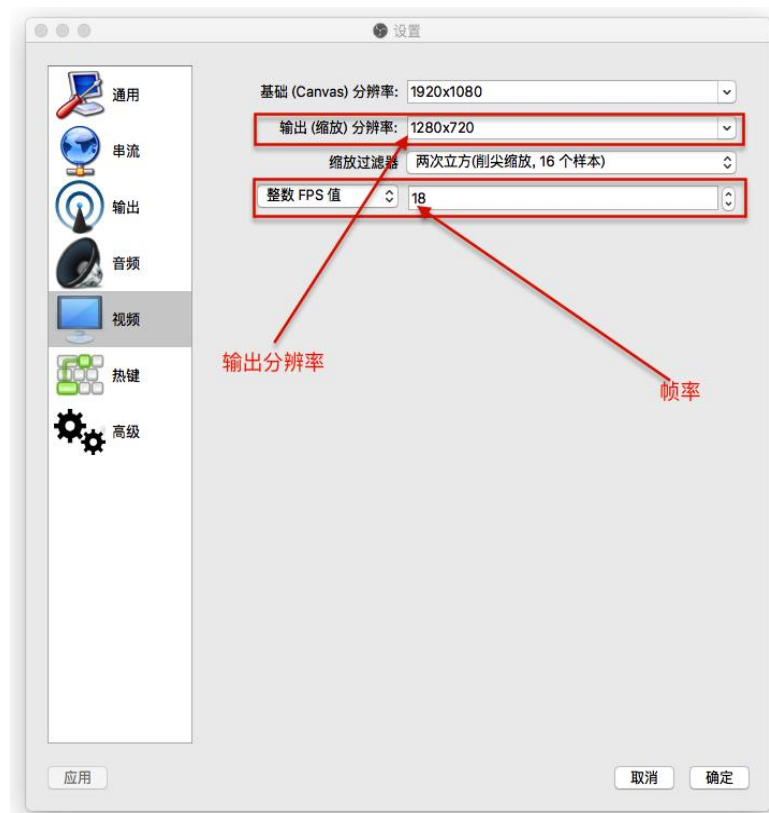 设置
通用
串流
输出
音频
视频
热键
高级
基础 (Canvas) 分辨率: 1920x1080
输出 (缩放) 分辨率: 1280x720
缩放过滤器 两次立方(削尖缩放, 16 个样本)
整数 FPS 值 18
输出分辨率
帧率
应用
取消
确定